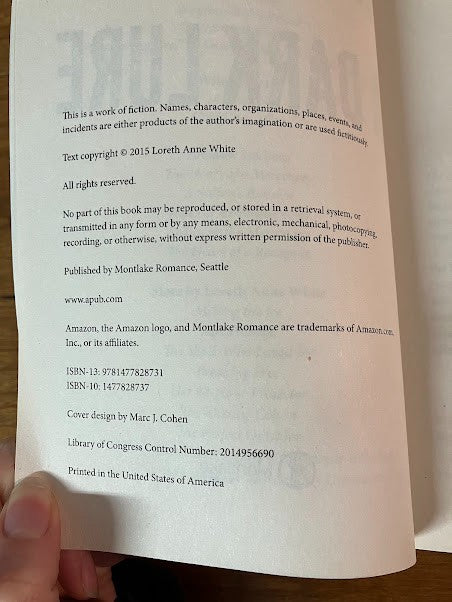 This is a work of fiction. Names, characters, organizations, places, events, and
incidents are either products of the author's imagination or are used fictitiously.
Text copyright © 2015 Loreth Anne White
All rights reserved.
No part of this book may be reproduced, or stored in a retrieval system, or
transmitted in any form or by any means, electronic, mechanical, photocopying,
recording, or otherwise, without express written permission of the publisher.
Published by Montlake Romance, Seattle
www.apub.com
Amazon, the Amazon logo, and Montlake Romance are trademarks of Amazon.com,
Inc., or its affiliates.
ISBN-13: 9781477828731
ISBN-10: 1477828737
Cover design by Marc J. Cohen
Library of Congress Control Number: 2014956690
Printed in the United States of America